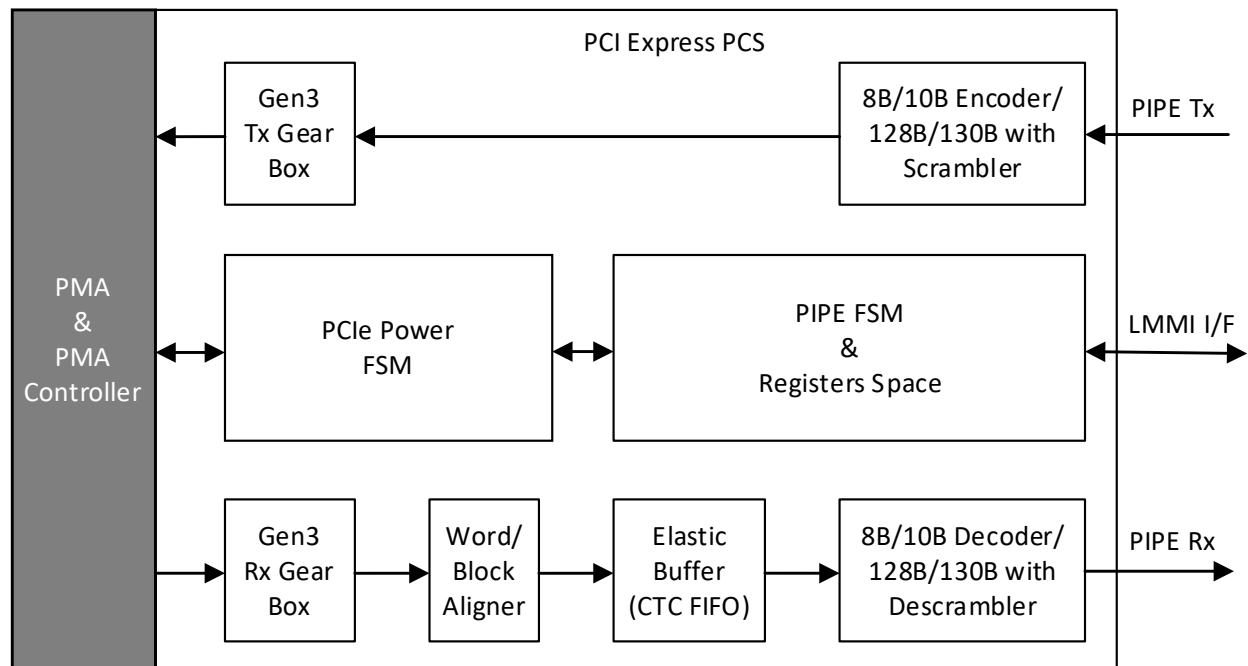 PCI Express PCS
Gen3
Tx Gear
Box
8B/10B Encoder/
128B/130B with
Scrambler
PIPE Tx
PMA
&
PMA
Controller
PCIe Power
FSM
PIPE FSM
&
Registers Space
LMMI I/F
Gen3
Rx Gear
Box
Word/
Block
Aligner
Elastic
Buffer
(CTC FIFO)
8B/10B Decoder/
128B/130B with
Descrambler
PIPE Rx